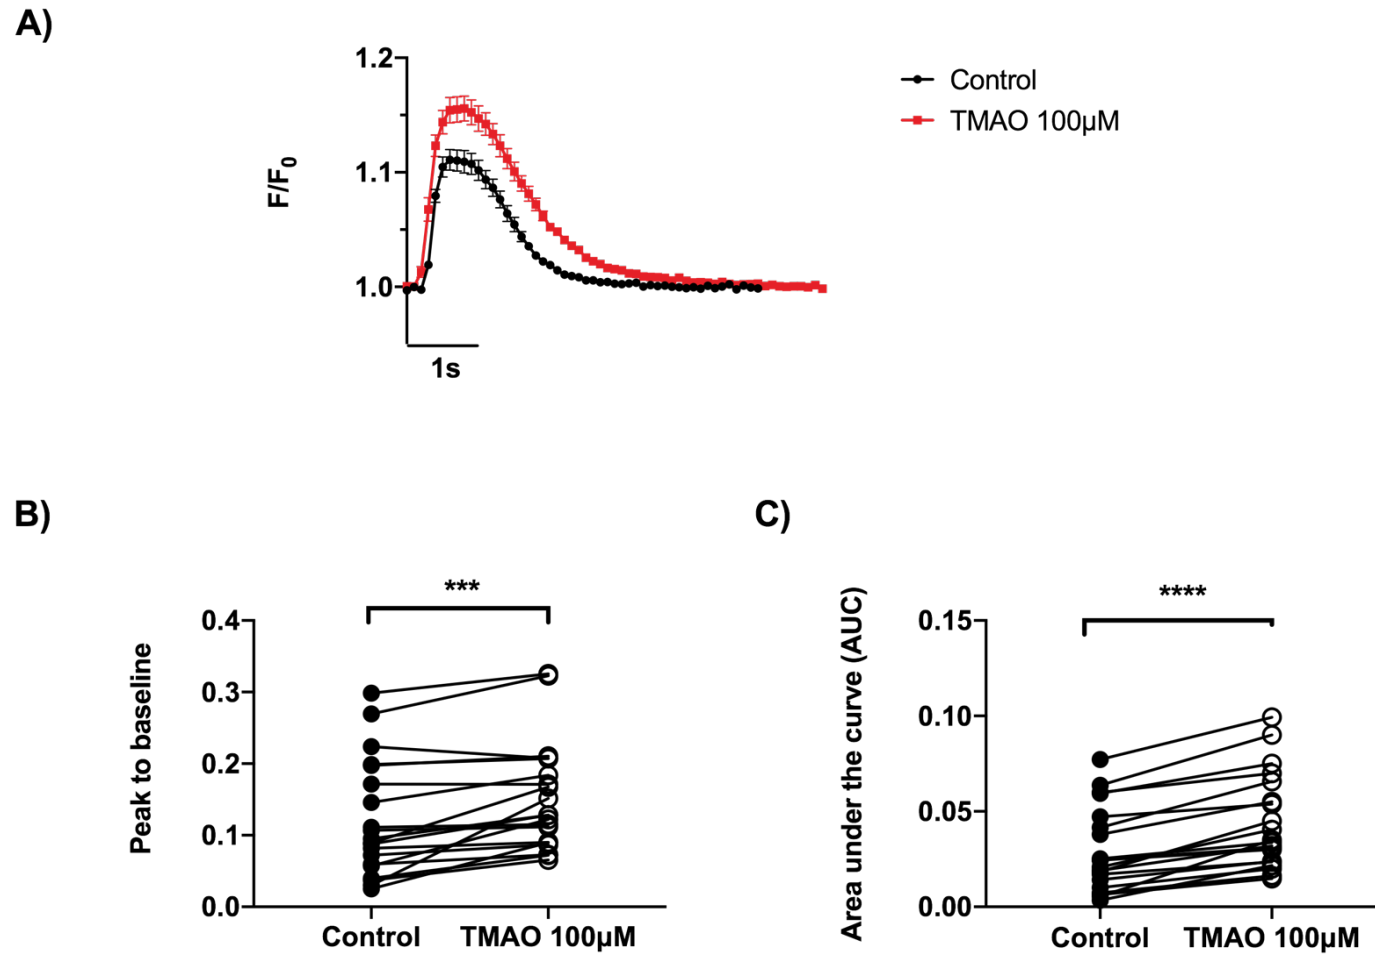 A)
1.2
1.1
1.0
F/F0
1s
Control
TMAO 100µM
B)
***
0.4
0.3
0.2
0.1
0.0
Peak to baseline
Control
TMAO 100µM
C)
****
0.15
0.10
0.05
0.00
Area under the curve (AUC)
Control
TMAO 100µM